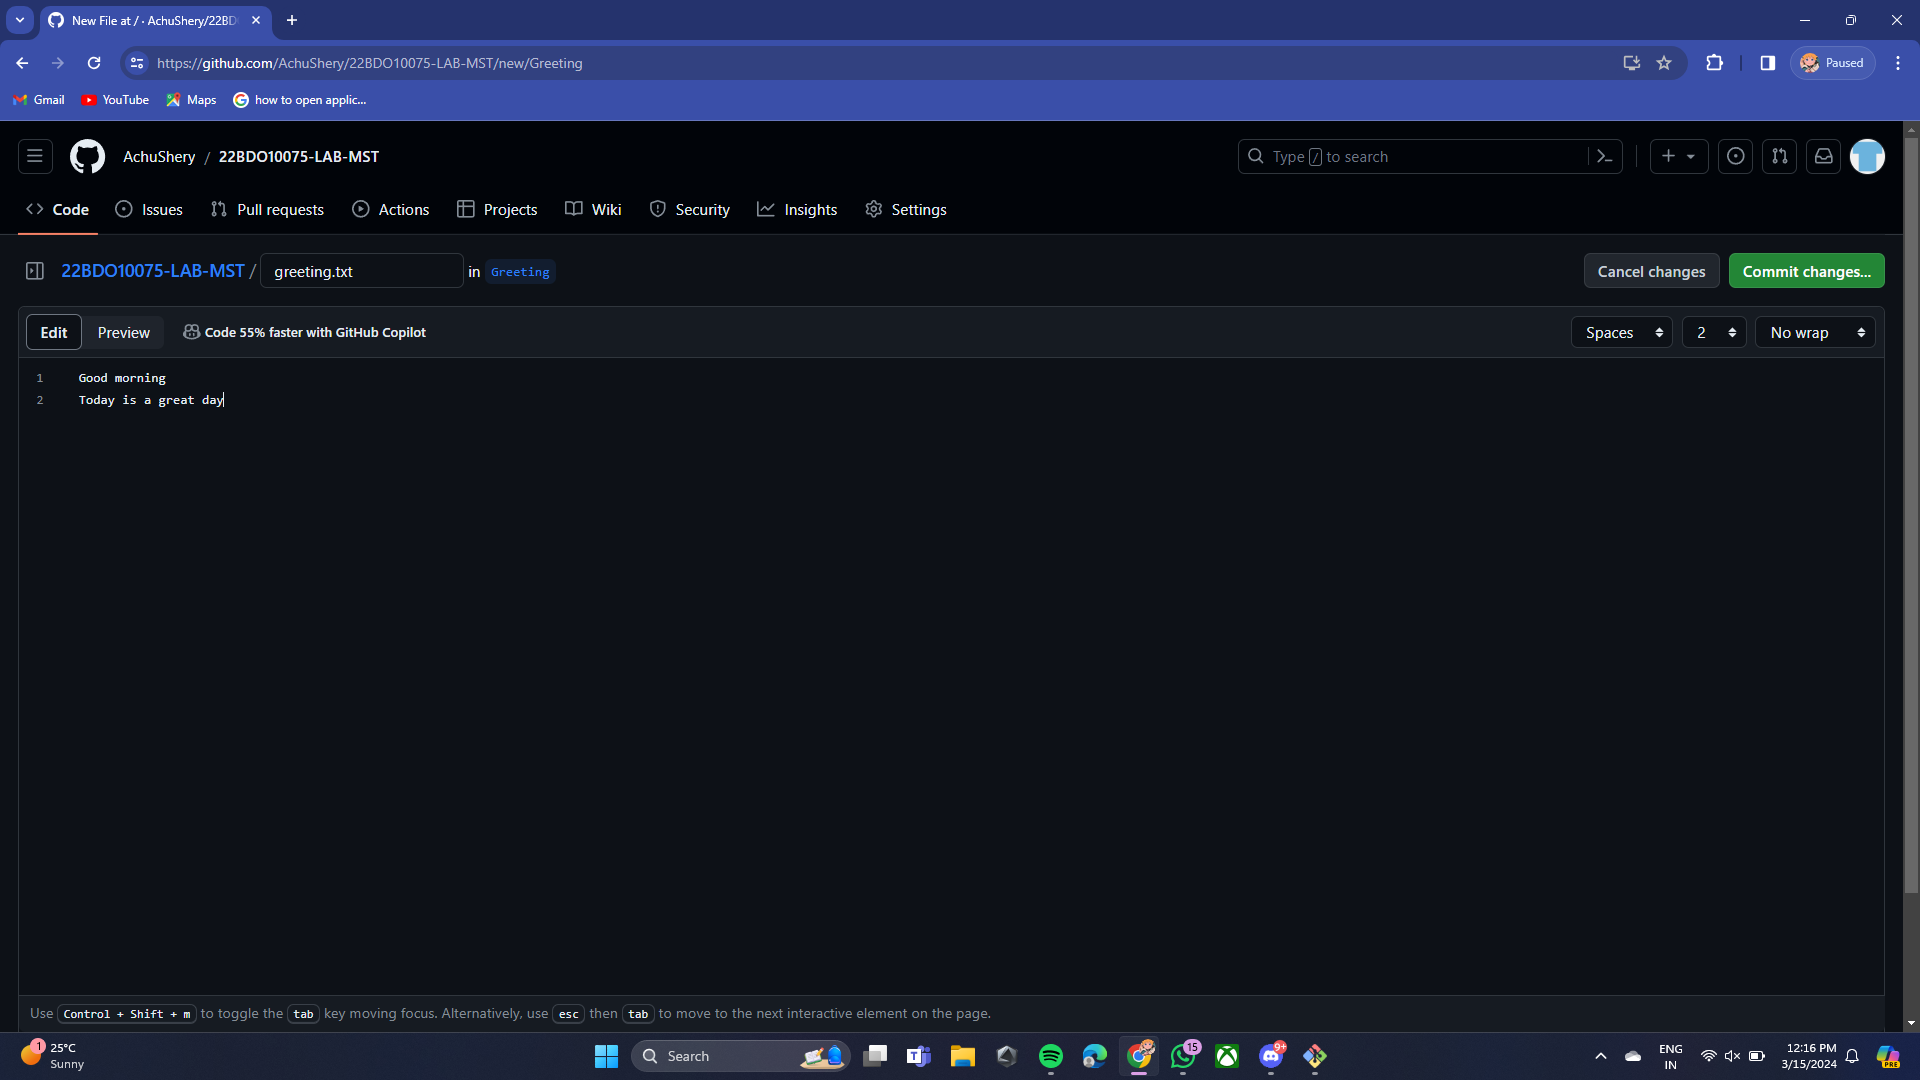 New File at / · AchuShery/22BD
https://github.com/AchuShery/22BDO10075-LAB-MST/new/Greeting
Paused
Gmail
YouTube
Maps
how to open applic...
AchuShery / 22BDO10075-LAB-MST
Type / to search
Code
Issues
Pull requests
Actions
Projects
Wiki
Security
Insights
Settings
22BDO10075-LAB-MST / greeting.txt in Greeting
Cancel changes
Commit changes...
Edit
Preview
Code 55% faster with GitHub Copilot
Spaces
2
No wrap
1 Good morning
2 Today is a great day
Use Control + Shift + m to toggle the tab key moving focus. Alternatively, use esc then tab to move to the next interactive element on the page.
1
25°C
Sunny
Search
15
9+
ENG
IN
12:16 PM
3/15/2024
PRE